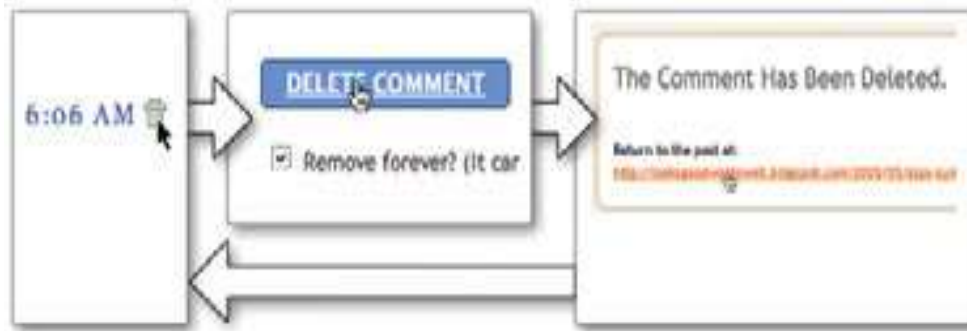 6:06 AM
DELETE COMMENT
Remove forever? (It car
The Comment Has Been Deleted.
Return to the post at: